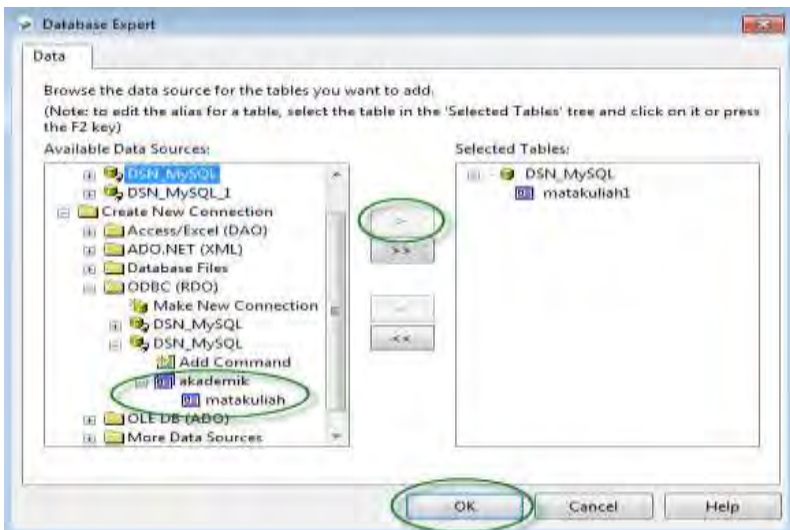 Database Expert
Data
Browse the data source for the tables you want to add.
(Note: to edit the alias for a table, select the table in the 'Selected Tables' tree and click on it or press
the F2 key)
Available Data Sources:
DSN_MySQL
DSN_MySQL_1
Create New Connection
Access/Excel (DAO)
ADO.NET (XML)
Database Files
ODBC (RDO)
Make New Connection
DSN_MySQL
DSN_MySQL
Add Command
akademik
matakuliah
OLE DB (ADO)
More Data Sources
>
>>
<
<<
Selected Tables:
DSN_MySQL
matakuliah1
OK
Cancel
Help